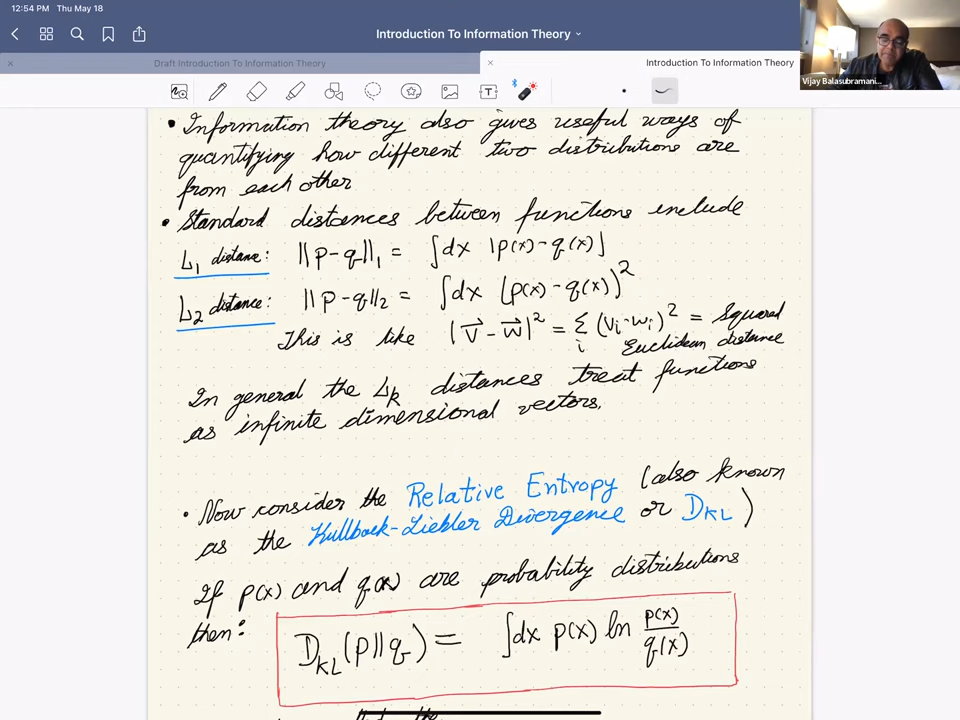 12:54 PM Thu May 18
Introduction To Information Theory
Draft Introduction To Information Theory
Introduction To Information Theory
Vijay Balasubramani...
• Information theory also gives useful ways of
quantifying how different two distributions are
from each other
• Standard distances between functions include
L₁ distance: ||p-q||₁ = ∫dx |p(x)-q(x)|
L₂ distance: ||p-q||₂ = ∫dx (p(x)-q(x))²
This is like |v⃗ - w⃗|² = Σᵢ (vᵢ-wᵢ)² = Squared
Euclidean distance
In general the Lₖ distances treat functions
as infinite dimensional vectors.
• Now consider the Relative Entropy (also known
as the Kullback-Liebler Divergence or D_KL)
If p(x) and q(x) are probability distributions
then:
D_KL(p||q) = ∫dx p(x) ln p(x)/q(x)